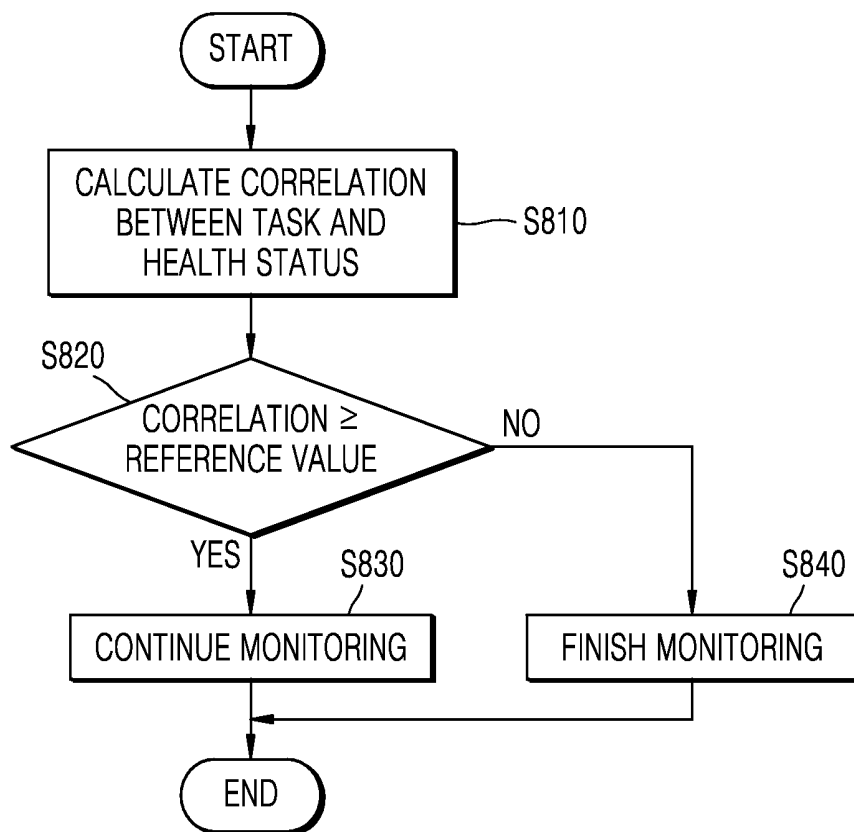 START
CALCULATE CORRELATION
BETWEEN TASK AND
HEALTH STATUS
S810
S820
CORRELATION ≥
REFERENCE VALUE
NO
YES
S830
S840
CONTINUE MONITORING
FINISH MONITORING
END